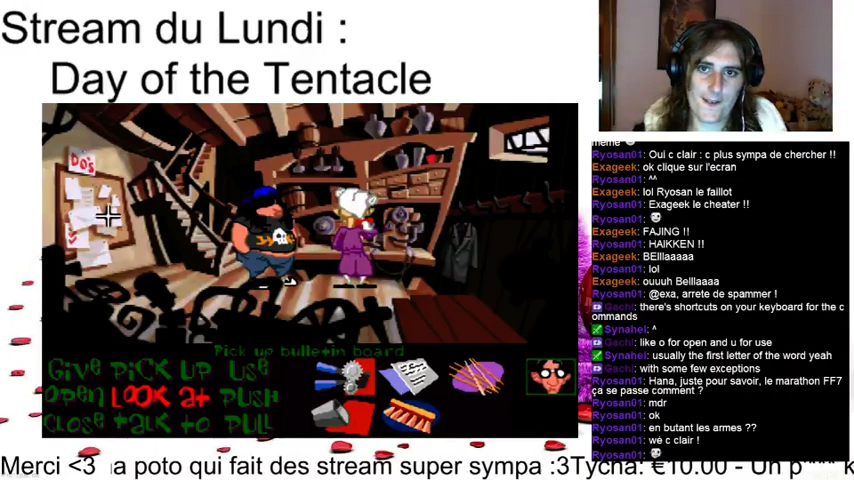 Stream du Lundi :
Day of the Tentacle
DO'S
Pick up bulletin board
Give Pick up Use
Open Look at Push
Close Talk to Pull
meme
Ryosan01: Oui c clair : c plus sympa de chercher !!
Exageek: ok clique sur l'ecran
Ryosan01: ^^
Exageek: lol Ryosan le faillot
Ryosan01: Exageek le cheater !!
Ryosan01:
Exageek: FAJING !!
Ryosan01: HAIKKEN !!
Exageek: BEIllaaaaa
Ryosan01: lol
Exageek: ouuuh Belllaaaa
Ryosan01: @exa, arrete de spammer !
Gachl: there's shortcuts on your keyboard for the c
ommands
Synahel: ^
Gachl: like o for open and u for use
Synahel: usually the first letter of the word yeah
Gachl: with some few exceptions
Ryosan01: Hana, juste pour savoir, le marathon FF7
ça se passe comment ?
Ryosan01: mdr
Ryosan01: ok
Ryosan01: en butant les armes ??
Ryosan01: wé c clair !
Ryosan01:
Merci <3 a poto qui fait des stream super sympa :3Tycha: €10.00 - Un p*** k